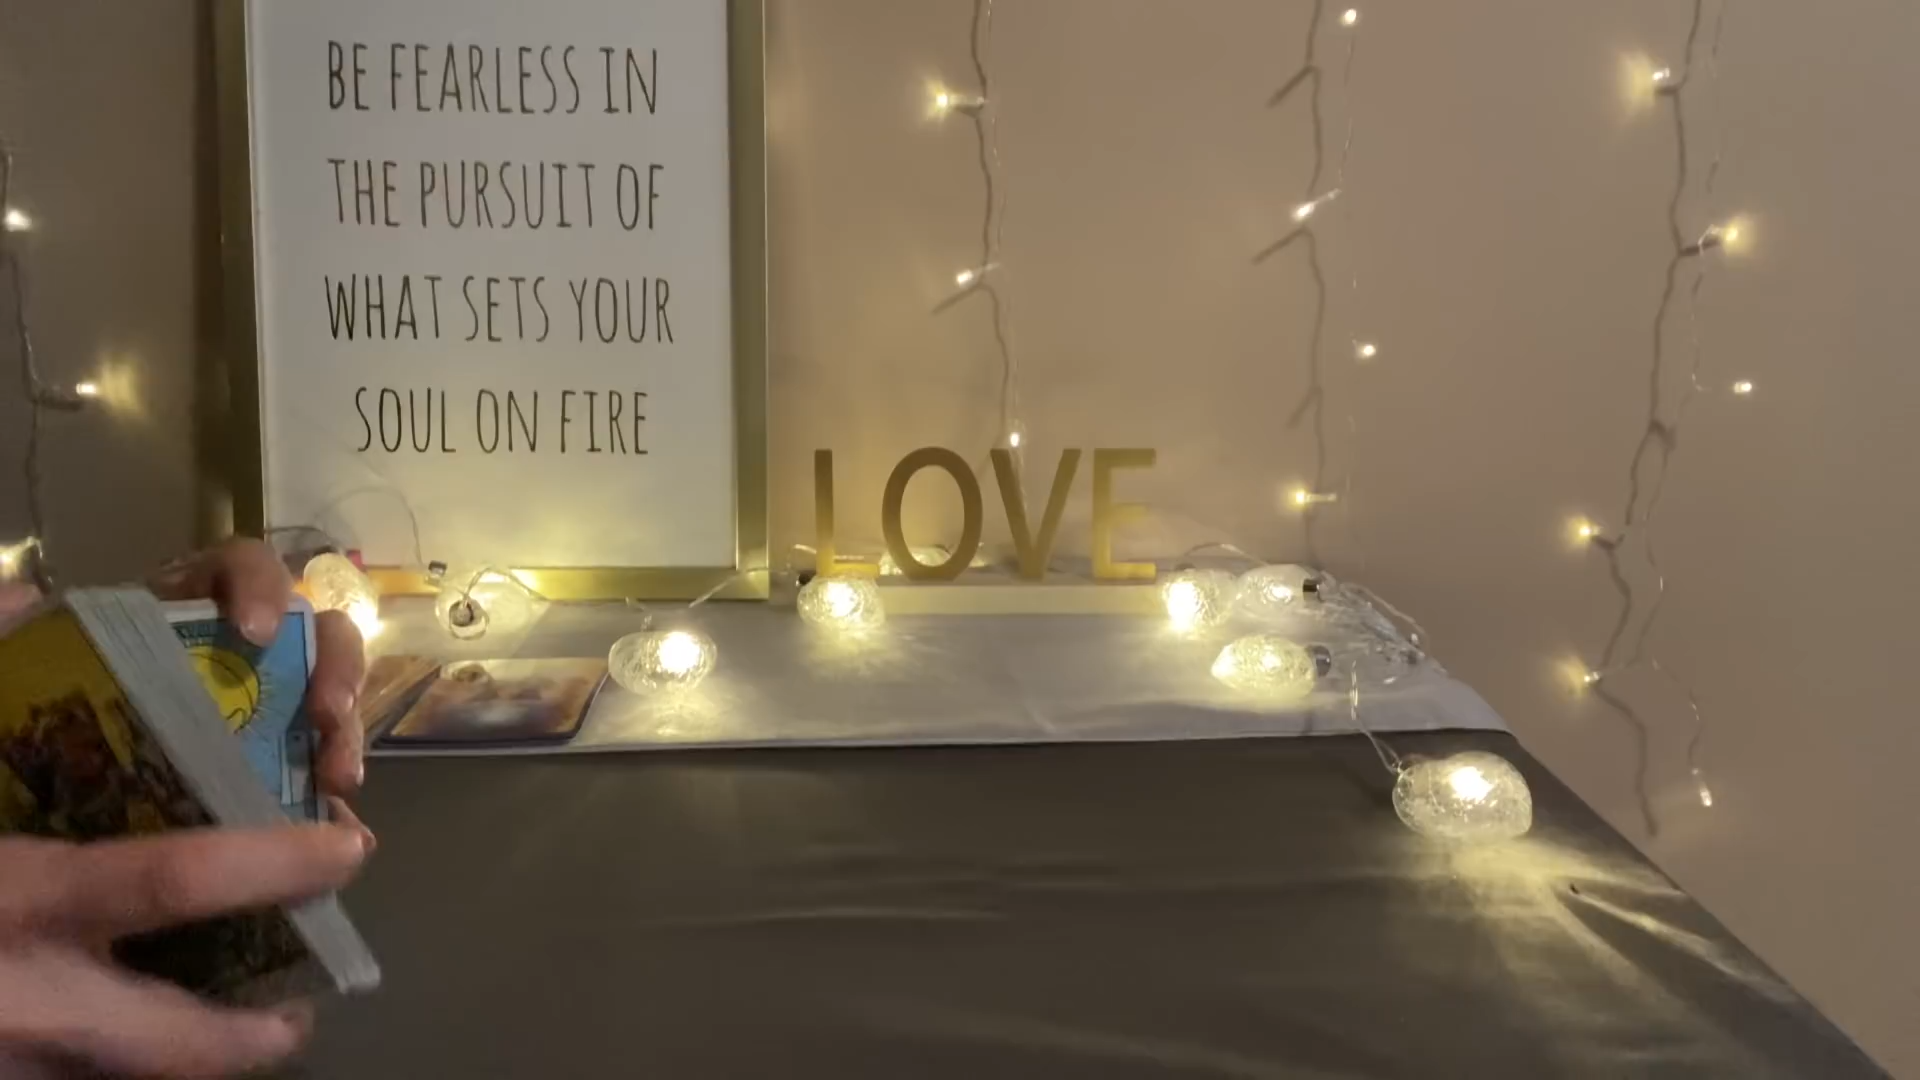 BE FEARLESS IN
THE PURSUIT OF
WHAT SETS YOUR
SOUL ON FIRE
LOVE